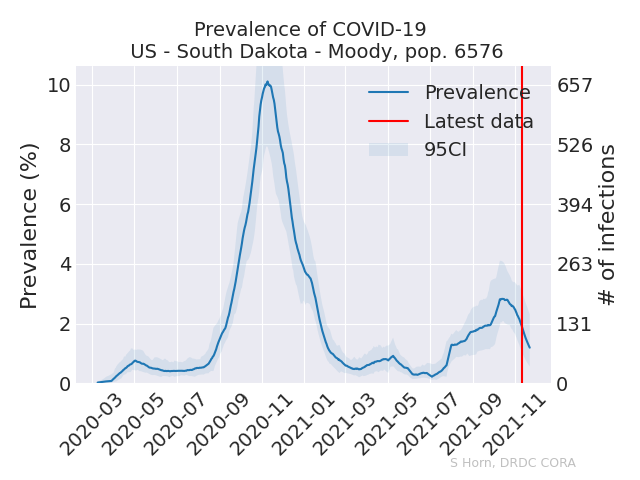 Prevalence of COVID-19
US - South Dakota - Moody, pop. 6576
Prevalence (%)
10
8
6
4
2
0
657
526
394
263
131
0
# of infections
Prevalence
Latest data
95CI
2020-03
2020-05
2020-07
2020-09
2020-11
2021-01
2021-03
2021-05
2021-07
2021-09
2021-11
S Horn, DRDC CORA